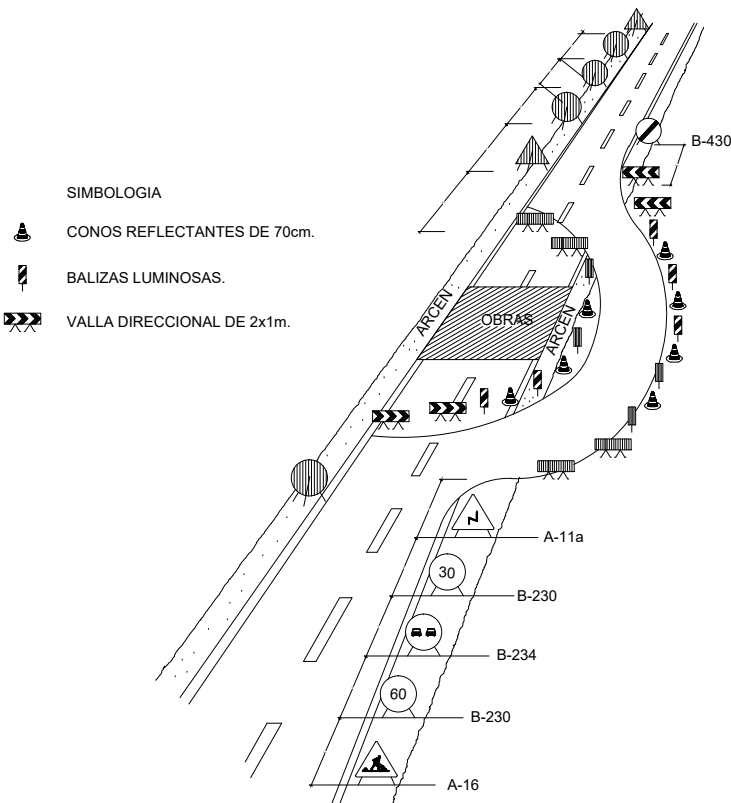 B-430
SIMBOLOGIA
CONOS REFLECTANTES DE 70cm.
BALIZAS LUMINOSAS.
VALLA DIRECCIONAL DE 2x1m.
ARCEN
OBRAS
ARCEN
A-11a
30
B-230
B-234
60
B-230
A-16